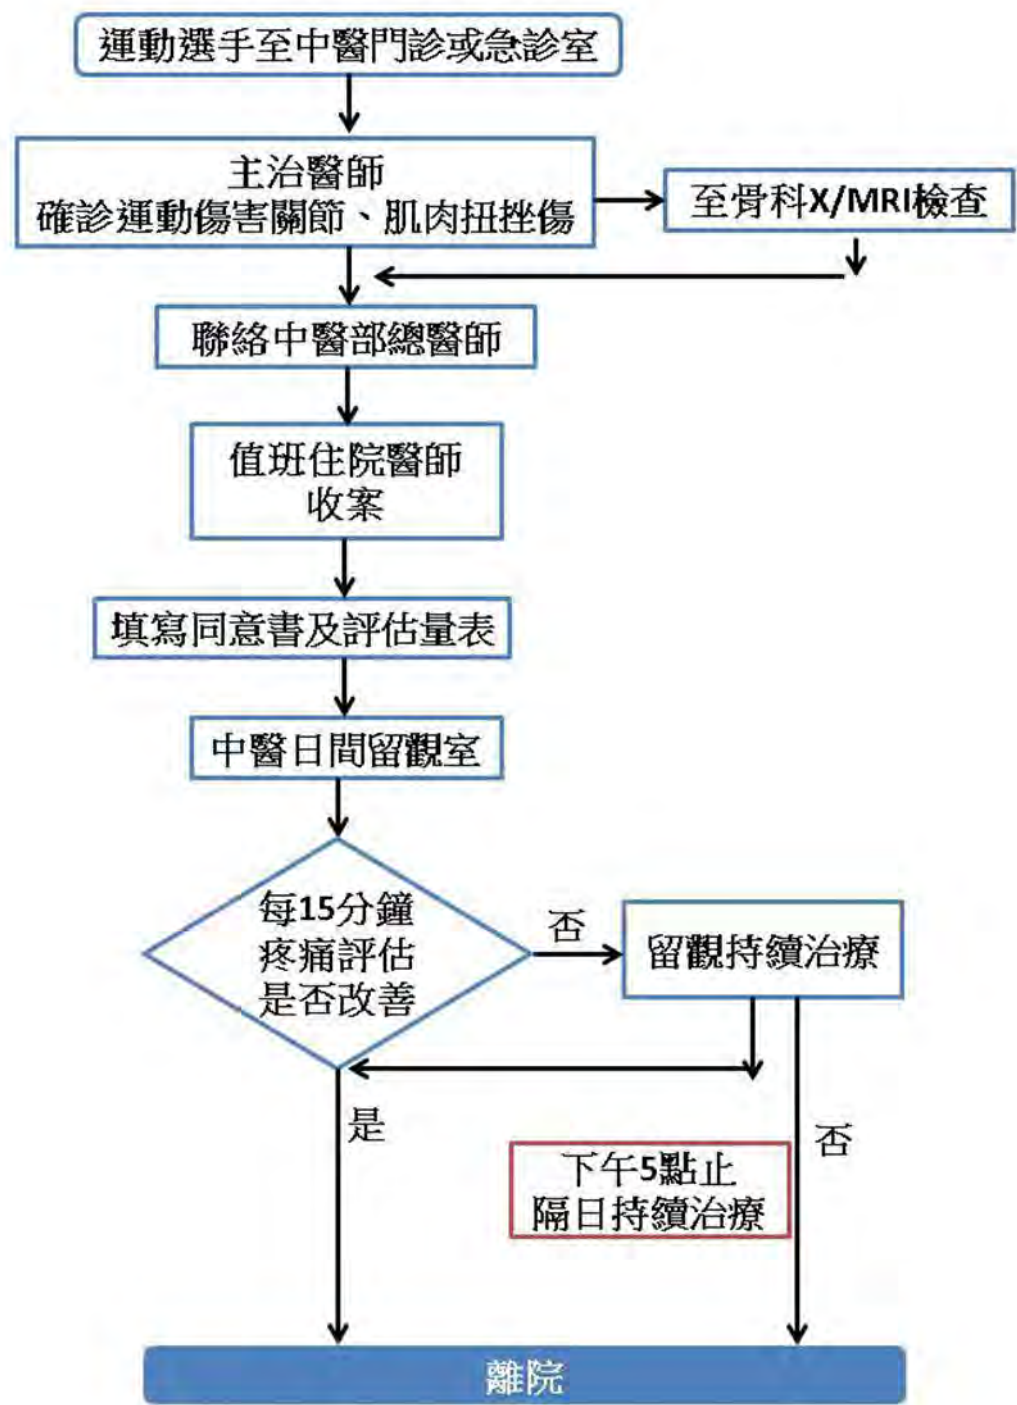 運動選手至中醫門診或急診室
主治醫師
確診運動傷害關節、肌肉扭挫傷
至骨科X/MRI檢查
聯絡中醫部總醫師
值班住院醫師
收案
填寫同意書及評估量表
中醫日間留觀室
每15分鐘
疼痛評估
是否改善
否
留觀持續治療
是
否
下午5點止
隔日持續治療
離院